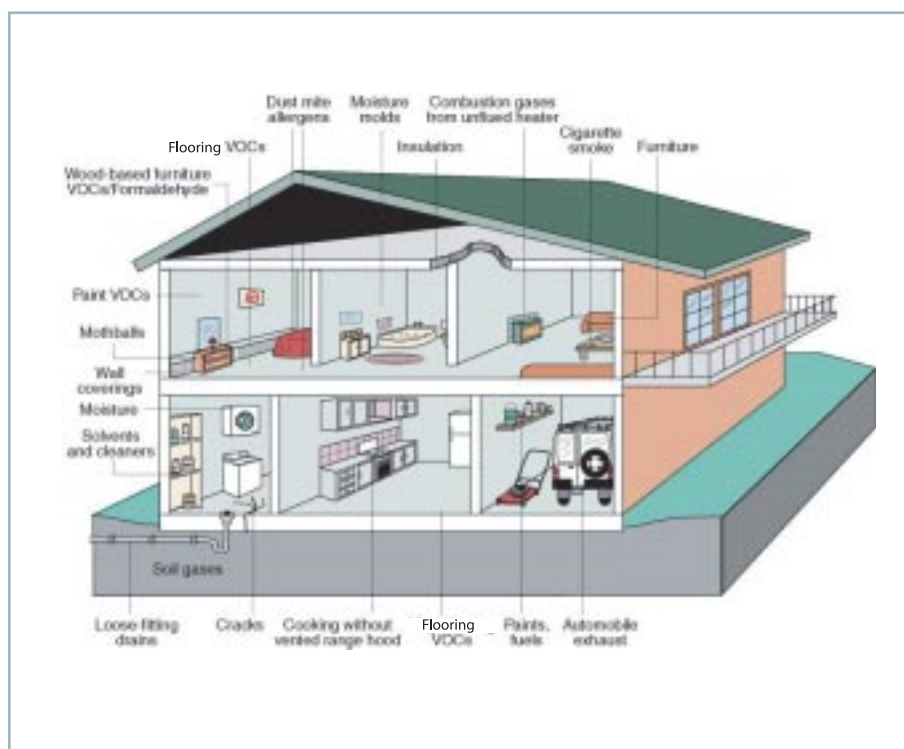 Dust mite
allergens
Moisture
molds
Combustion gases
from unflued heater
Flooring VOCs
Insulation
Cigarette
smoke
Furniture
Wood-based furniture
VOCs/Formaldehyde
Paint VOCs
Mothballs
Wall
coverings
Moisture
Solvents
and cleaners
Soil gases
Loose fitting
drains
Cracks
Cooking without
vented range hood
Flooring
VOCs
Paints,
fuels
Automobile
exhaust